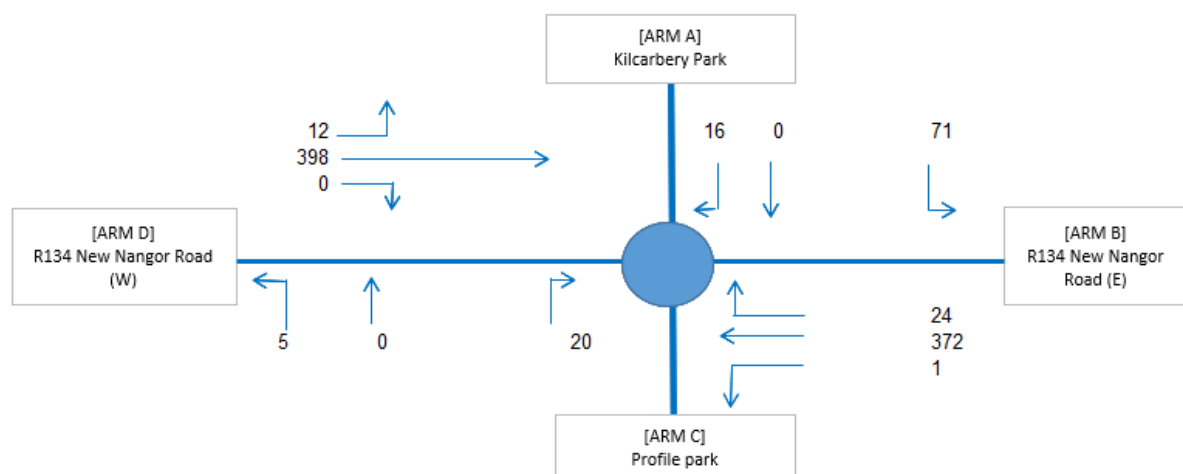 [ARM A]
Kilcarbery Park
12
398
0
16 0 71
[ARM D]
R134 New Nangor Road
(W)
[ARM B]
R134 New Nangor
Road (E)
5 0 20
24
372
1
[ARM C]
Profile park